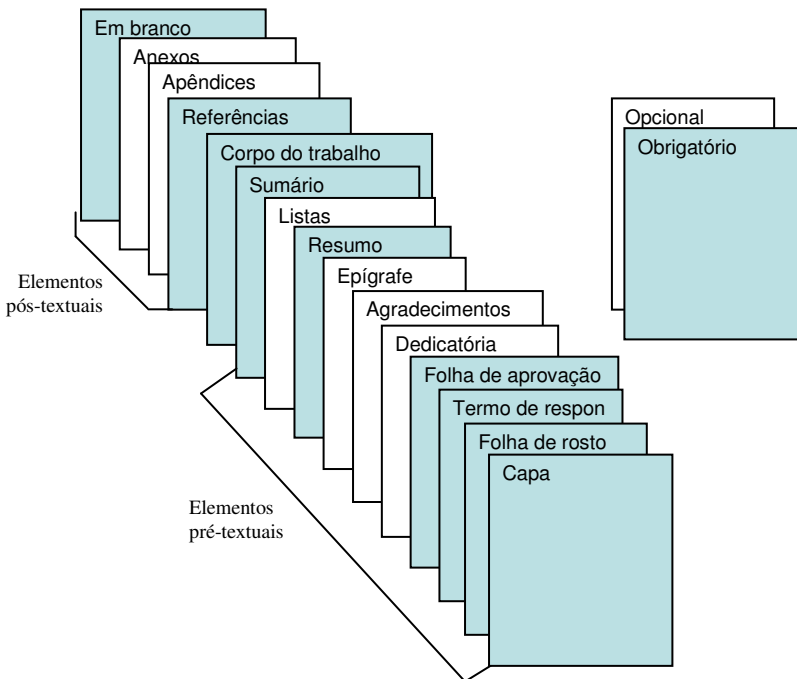 Em branco
Anexos
Apêndices
Referências
Corpo do trabalho
Sumário
Listas
Resumo
Epígrafe
Agradecimentos
Dedicatória
Folha de aprovação
Termo de respon
Folha de rosto
Capa
Opcional
Obrigatório
Elementos
pós-textuais
Elementos
pré-textuais